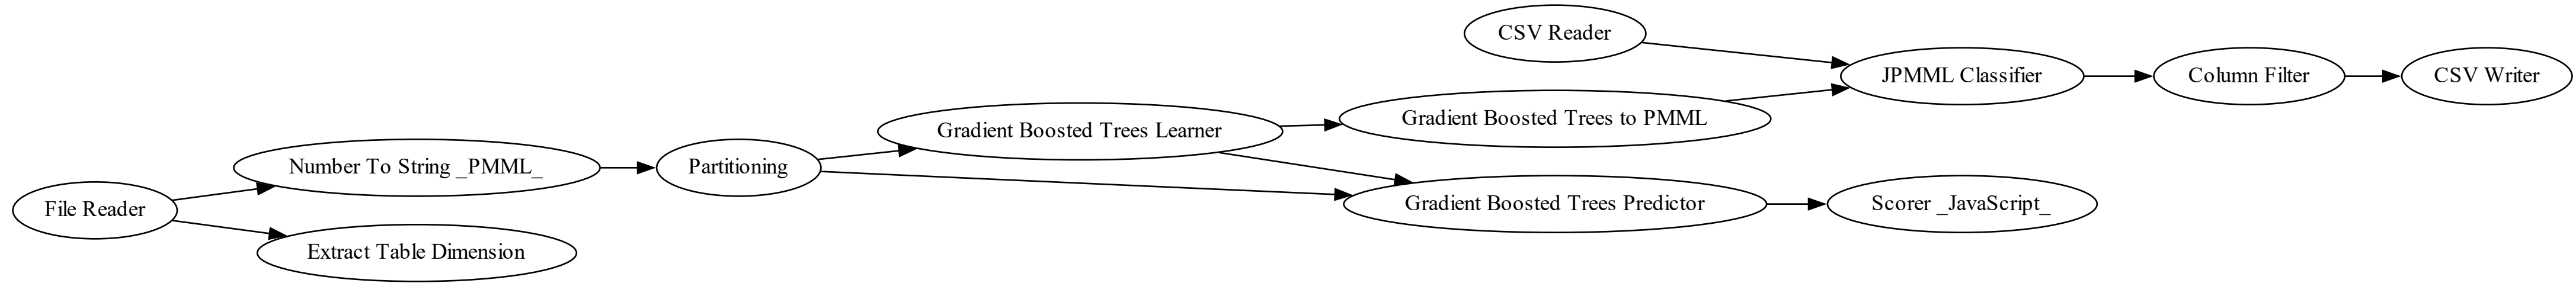 CSV Reader
JPMML Classifier
Column Filter
CSV Writer
Gradient Boosted Trees to PMML
Gradient Boosted Trees Learner
Number To String _PMML_
Partitioning
File Reader
Gradient Boosted Trees Predictor
Scorer _JavaScript_
Extract Table Dimension